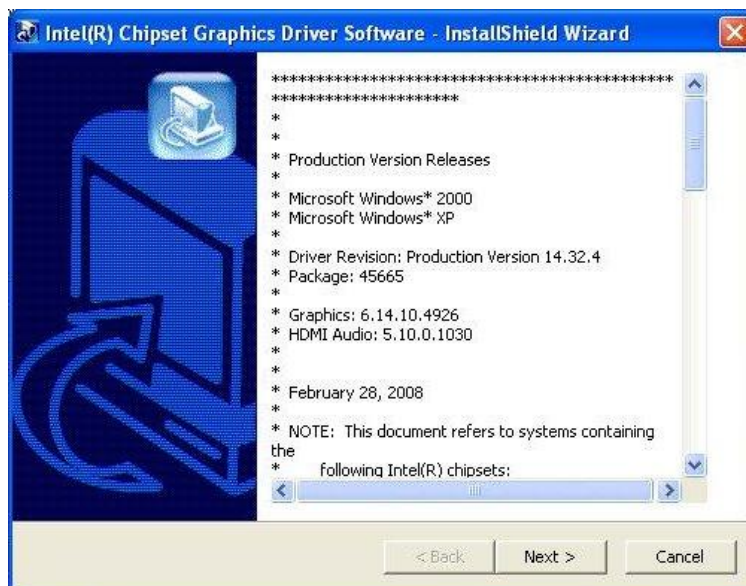 Intel(R) Chipset Graphics Driver Software - InstallShield Wizard
*********************************************
*********************
*
*
* Production Version Releases
*
* Microsoft Windows* 2000
* Microsoft Windows* XP
*
* Driver Revision: Production Version 14.32.4
* Package: 45665
*
* Graphics: 6.14.10.4926
* HDMI Audio: 5.10.0.1030
*
*
* February 28, 2008
*
* NOTE: This document refers to systems containing
the
* following Intel(R) chipsets:
< Back
Next >
Cancel